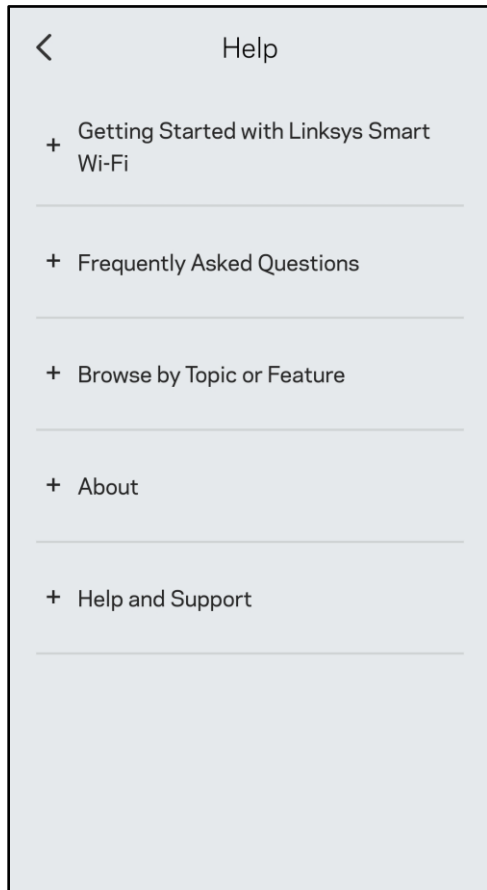 Help
+ Getting Started with Linksys Smart
Wi-Fi
+ Frequently Asked Questions
+ Browse by Topic or Feature
+ About
+ Help and Support